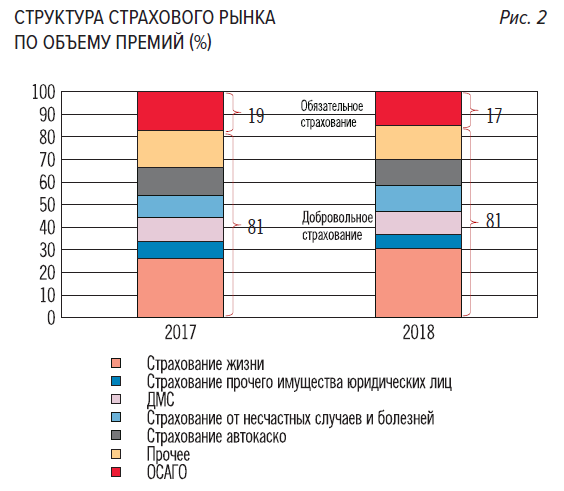 СТРУКТУРА СТРАХОВОГО РЫНКА
ПО ОБЪЕМУ ПРЕМИЙ (%)
Рис. 2
100
90
80
70
60
50
40
30
20
10
0
19
81
Обязательное
страхование
Добровольное
страхование
17
81
2017
2018
Страхование жизни
Страхование прочего имущества юридических лиц
ДМС
Страхование от несчастных случаев и болезней
Страхование автокаско
Прочее
ОСАГО